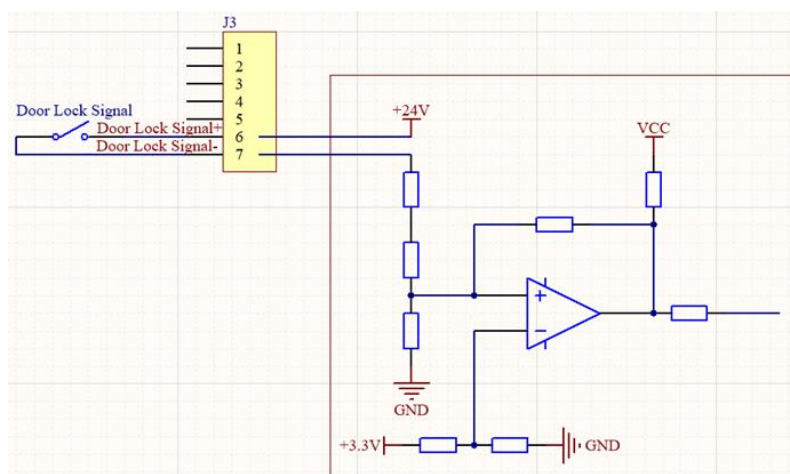 J3
1
2
3
4
5
6
7
Door Lock Signal
Door Lock Signal+
Door Lock Signal-
+24V
VCC
+
−
GND
+3.3V
GND